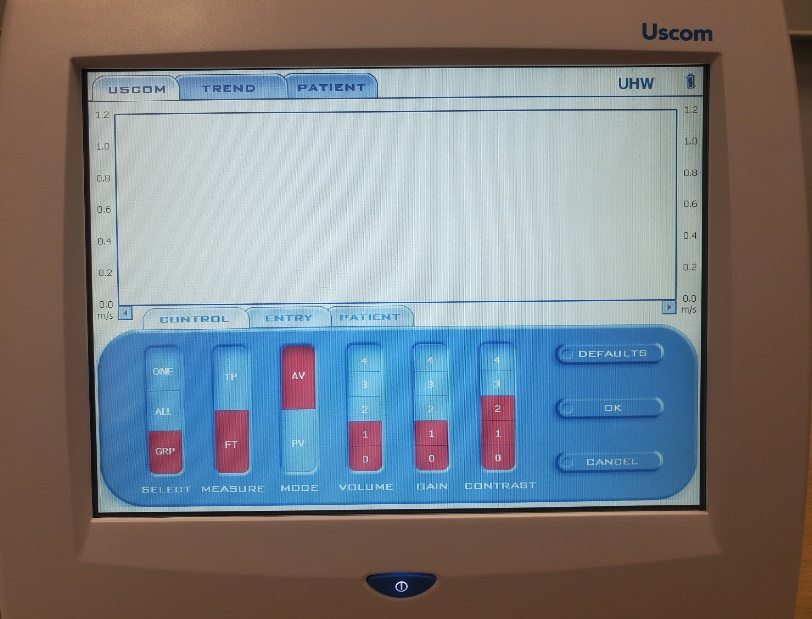 Uscom
USCOM TREND PATIENT UHW
1.2 1.2
1.0 1.0
0.8 0.8
0.6 0.6
0.4 0.4
0.2 0.2
0.0 0.0
m/s m/s
CONTROL ENTRY PATIENT
ONE TP AV 4 4 4 DEFAULTS
3 3 3
ALL 2 2 2 OK
GRP FT PV 1 1 1
0 0 0 CANCEL
SELECT MEASURE MODE VOLUME GAIN CONTRAST